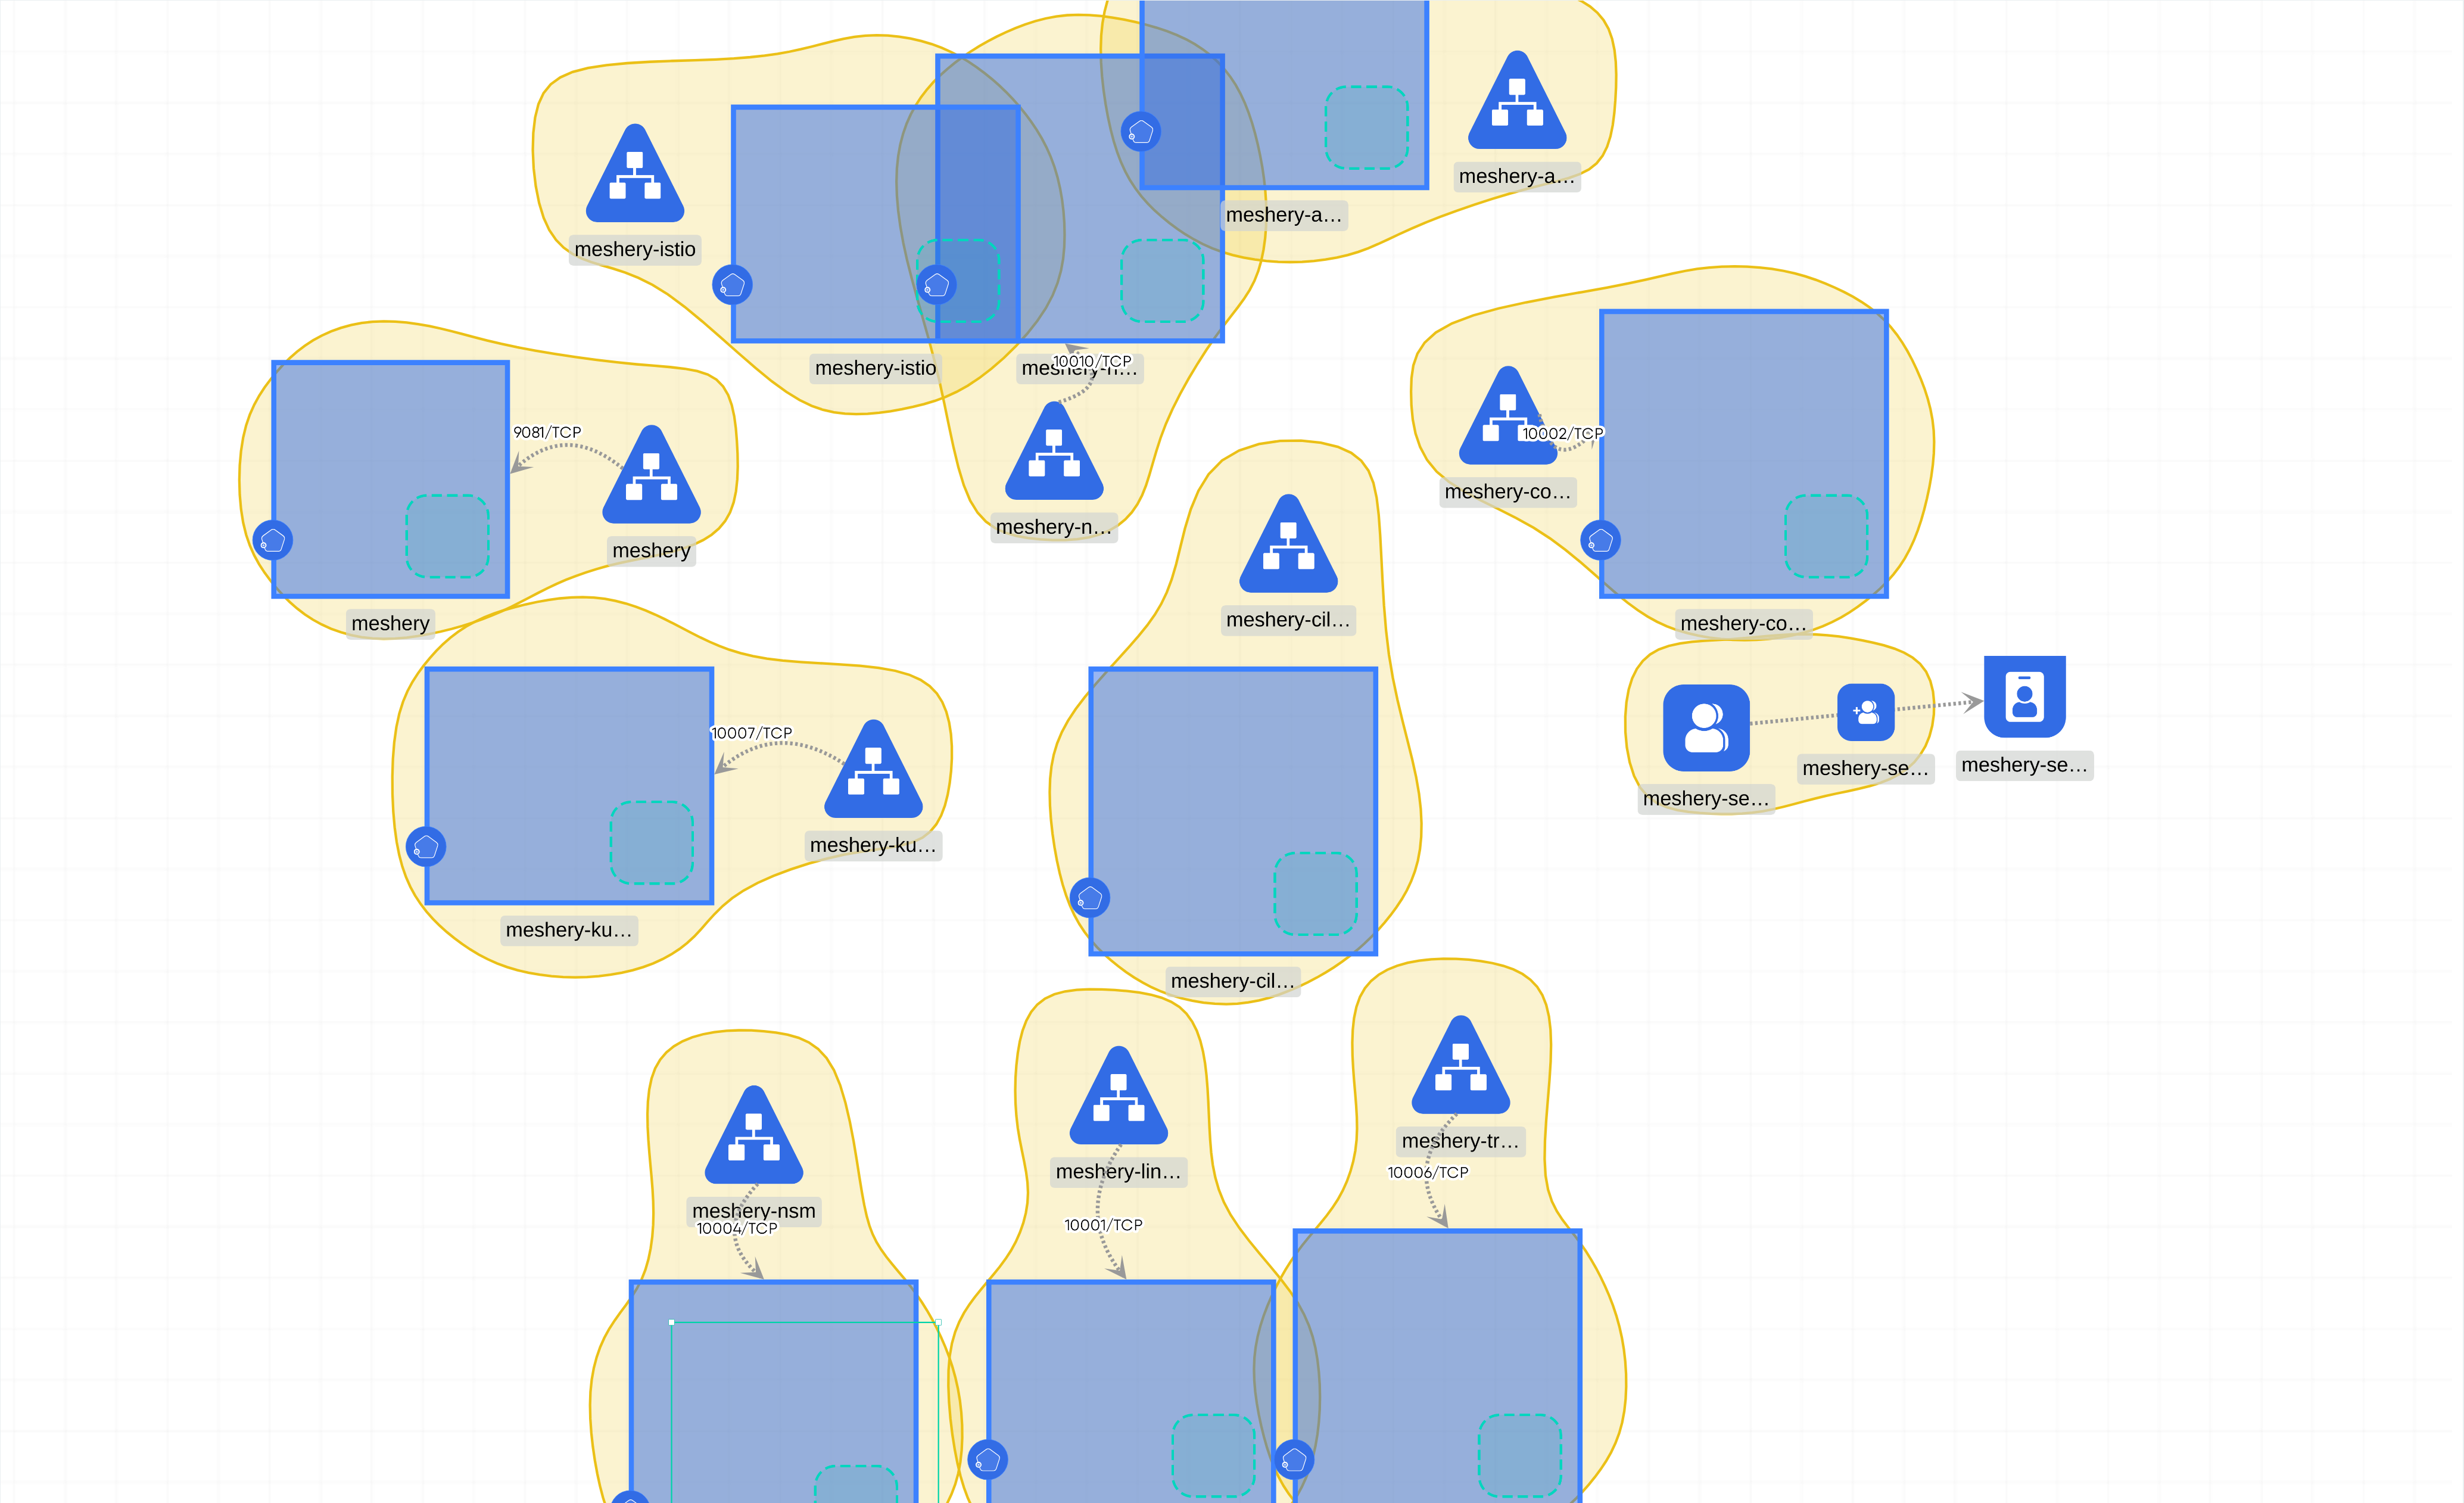 meshery-a…
meshery-a…
meshery-istio
meshery-istio
10010/TCP
meshery-n…
9081/TCP
meshery
meshery
10002/TCP
meshery-co…
meshery-co…
meshery-cil…
meshery-cil…
10007/TCP
meshery-ku…
meshery-ku…
meshery-se…
meshery-se…
meshery-se…
meshery-nsm
10004/TCP
meshery-lin…
10001/TCP
meshery-tr…
10006/TCP